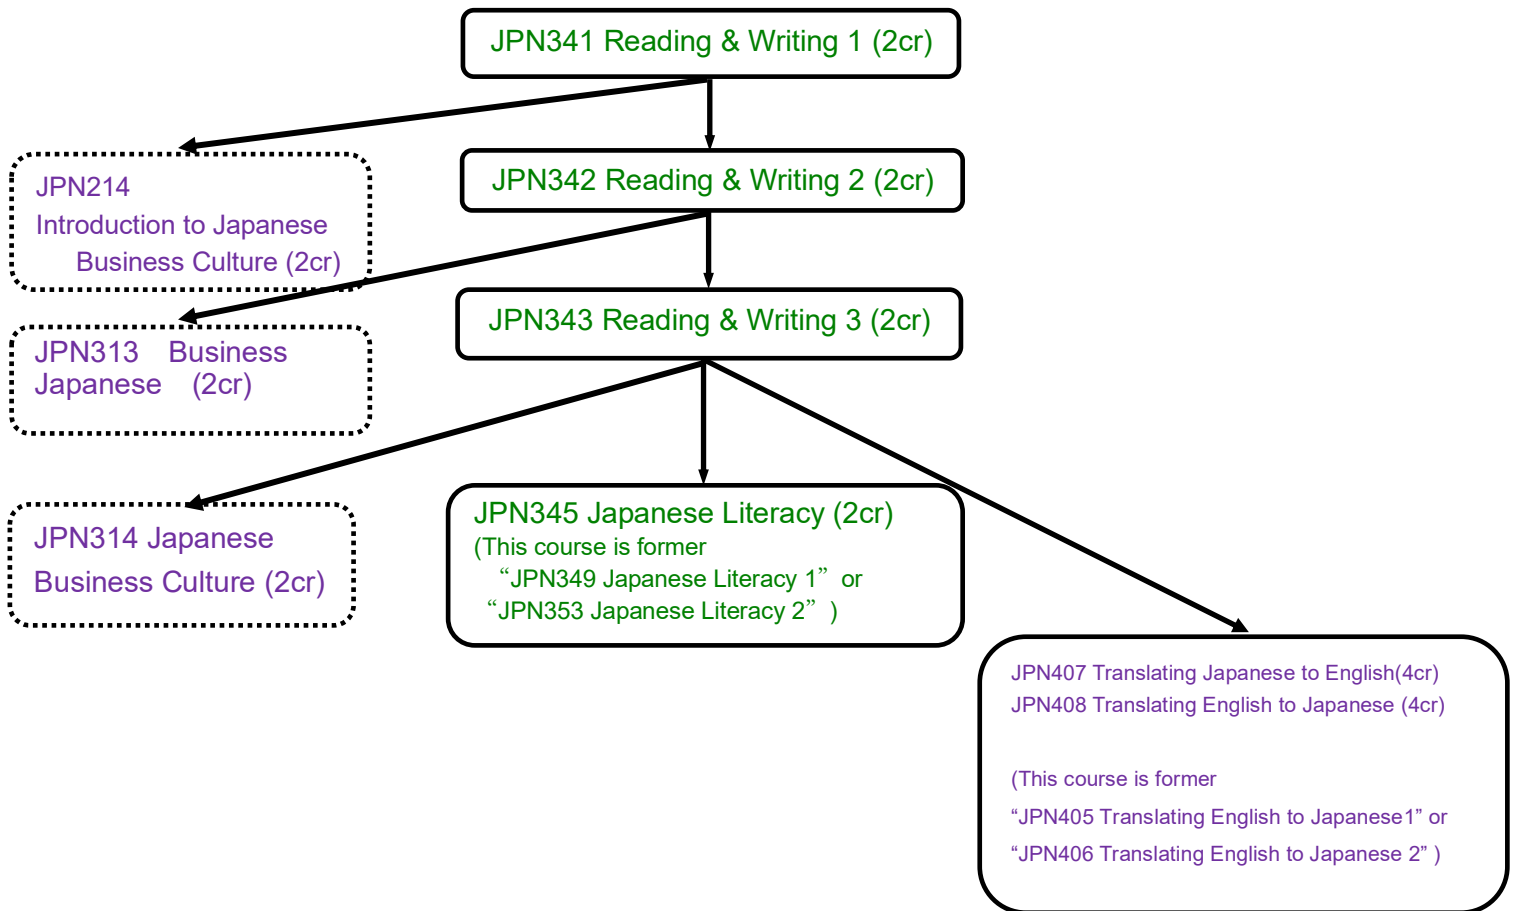 JPN341 Reading & Writing 1 (2cr)
JPN342 Reading & Writing 2 (2cr)
JPN214
Introduction to Japanese
Business Culture (2cr)
JPN343 Reading & Writing 3 (2cr)
JPN313 Business
Japanese (2cr)
JPN345 Japanese Literacy (2cr)
(This course is former
“JPN349 Japanese Literacy 1” or
“JPN353 Japanese Literacy 2” )
JPN314 Japanese
Business Culture (2cr)
JPN407 Translating Japanese to English(4cr)
JPN408 Translating English to Japanese (4cr)
(This course is former
“JPN405 Translating English to Japanese1” or
“JPN406 Translating English to Japanese 2” )